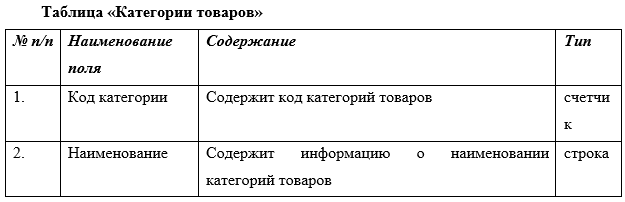 Таблица «Категории товаров»
№ п/п Наименование поля Содержание Тип
1. Код категории Содержит код категорий товаров счетчик
2. Наименование Содержит информацию о наименовании категорий товаров строка